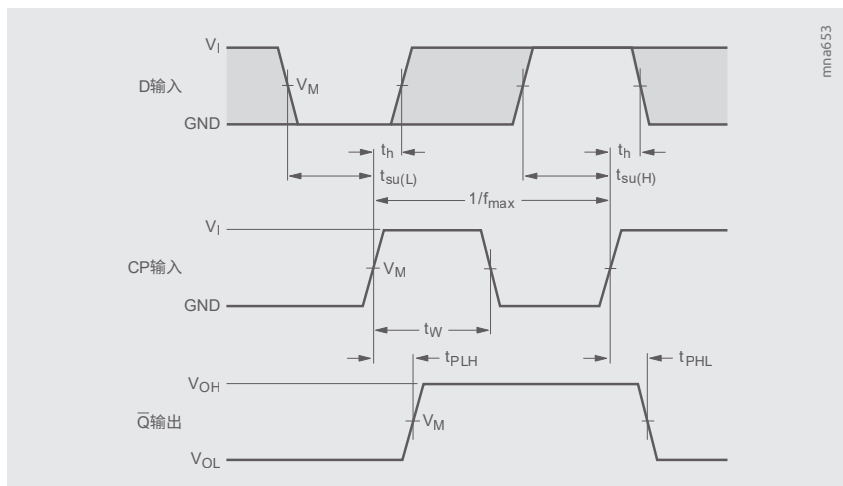 mna653
VI
D输入
VM
GND
th
th
tsu(L)
tsu(H)
1/fmax
VI
CP输入
VM
GND
tW
tPLH
tPHL
VOH
Q̅输出
VM
VOL